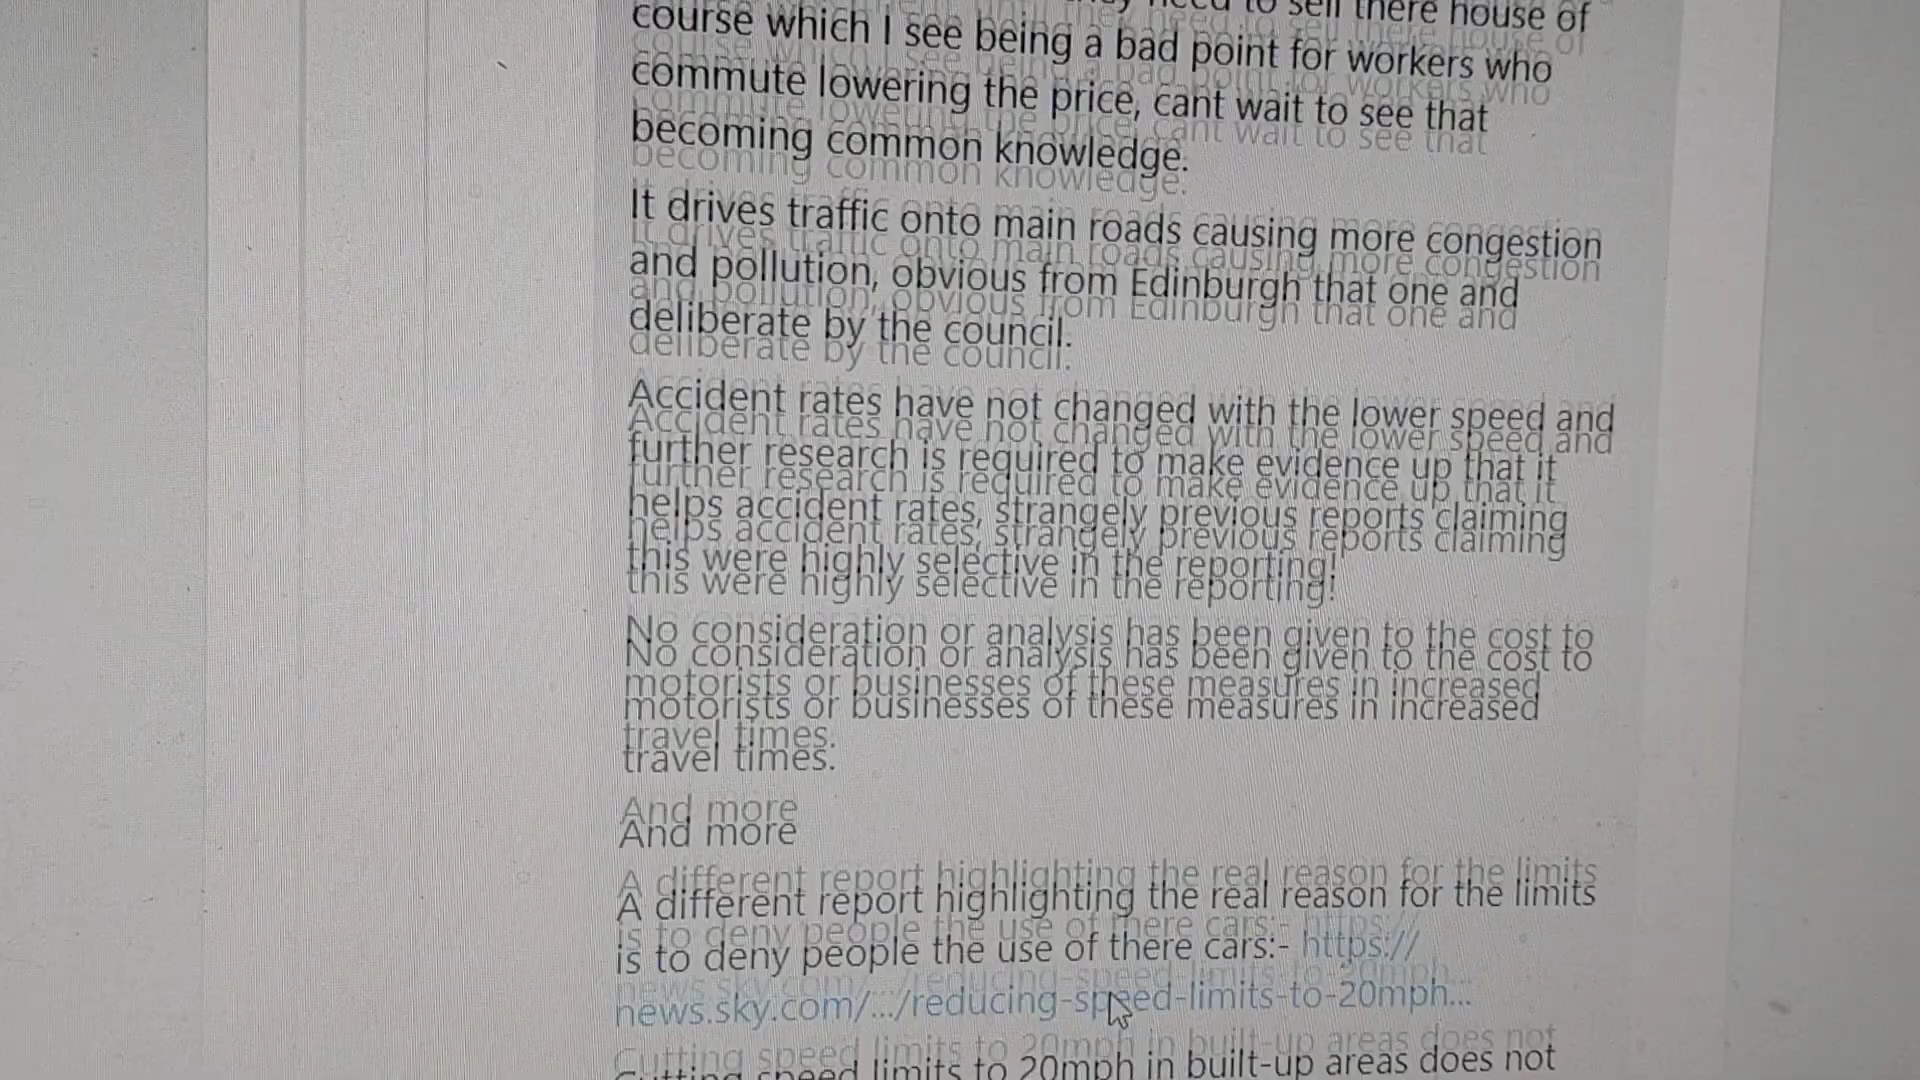 need to sell there house of
course which I see being a bad point for workers who
commute lowering the price, cant wait to see that
becoming common knowledge.
It drives traffic onto main roads causing more congestion
and pollution, obvious from Edinburgh that one and
deliberate by the council.
Accident rates have not changed with the lower speed and
further research is required to make evidence up that it
helps accident rates, strangely previous reports claiming
this were highly selective in the reporting!
No consideration or analysis has been given to the cost to
motorists or businesses of these measures in increased
travel times.
And more
A different report highlighting the real reason for the limits
is to deny people the use of there cars:- https://
news.sky.com/.../reducing-speed-limits-to-20mph...
Cutting speed limits to 20mph in built-up areas does not